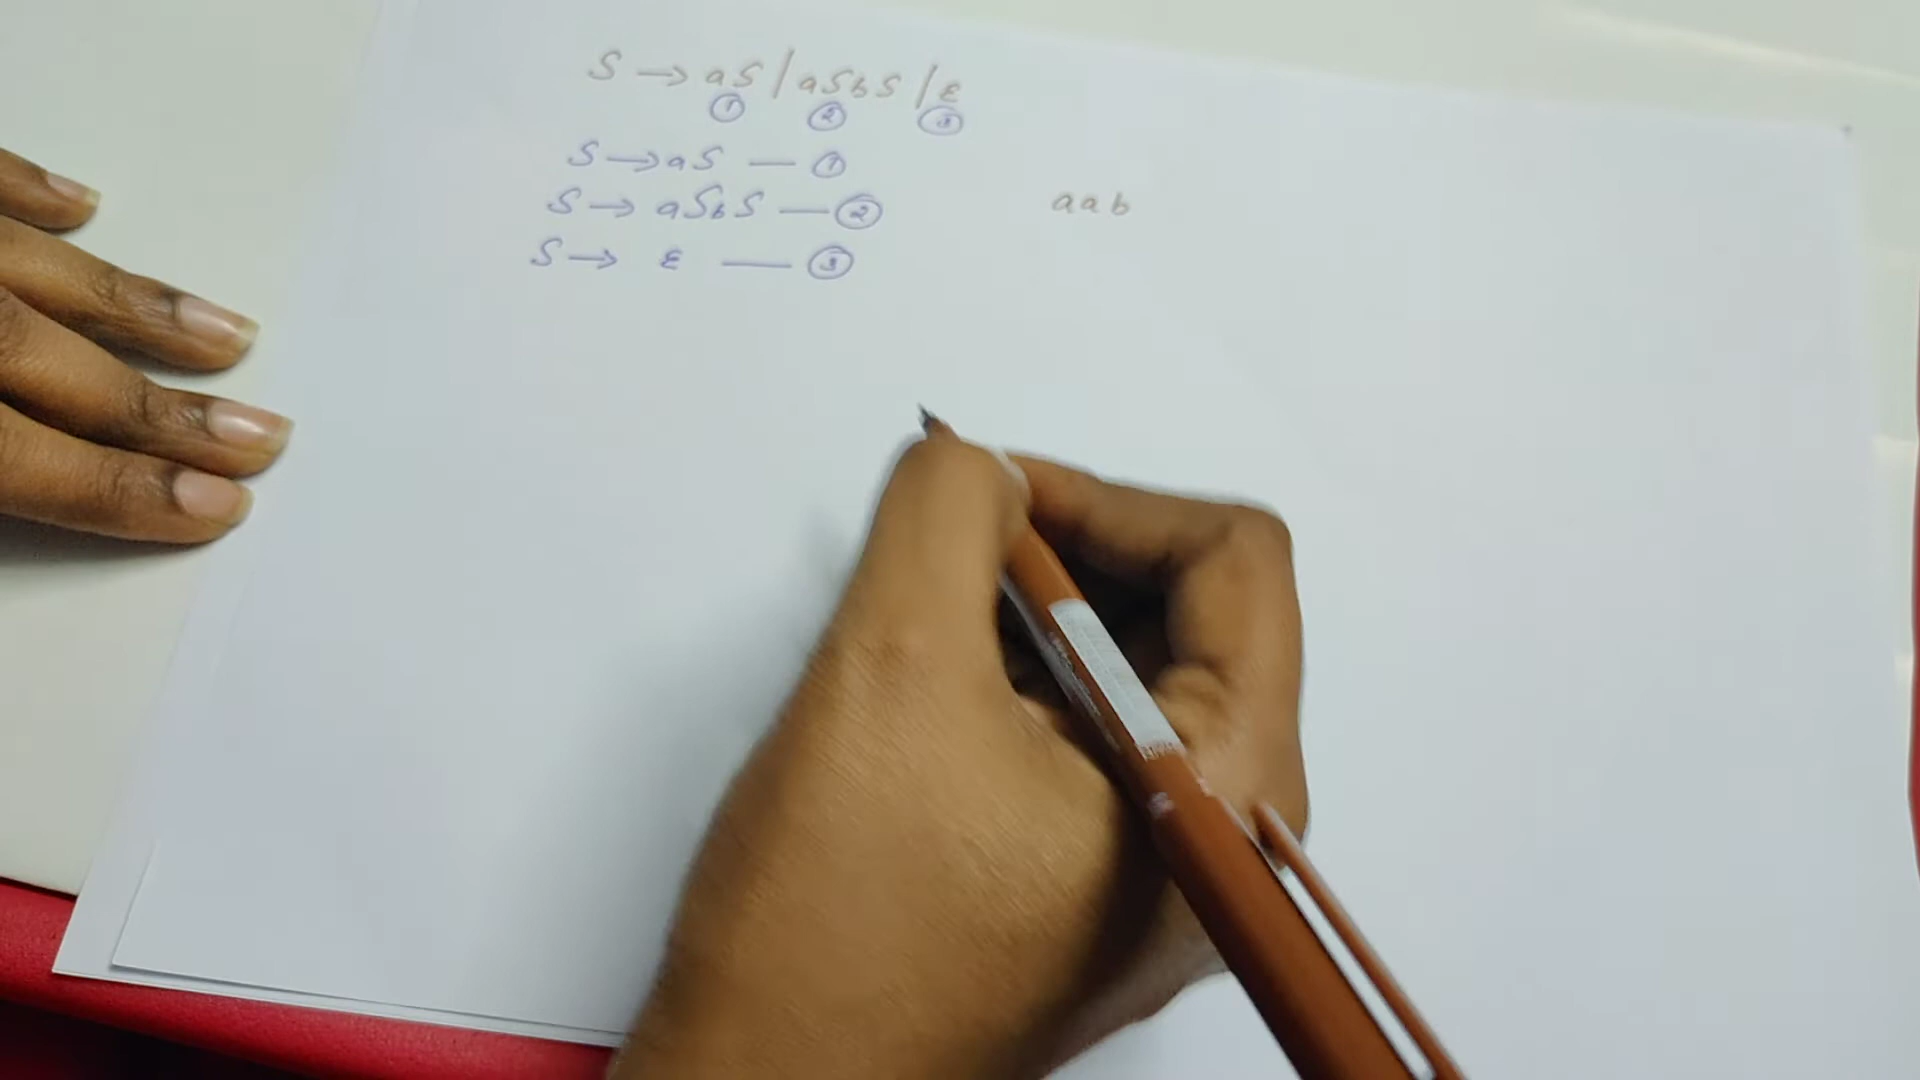 S → aS / aSbS / ε
① ② ③
S → aS — ①
S → aSbS — ②
S → ε — ③
aab